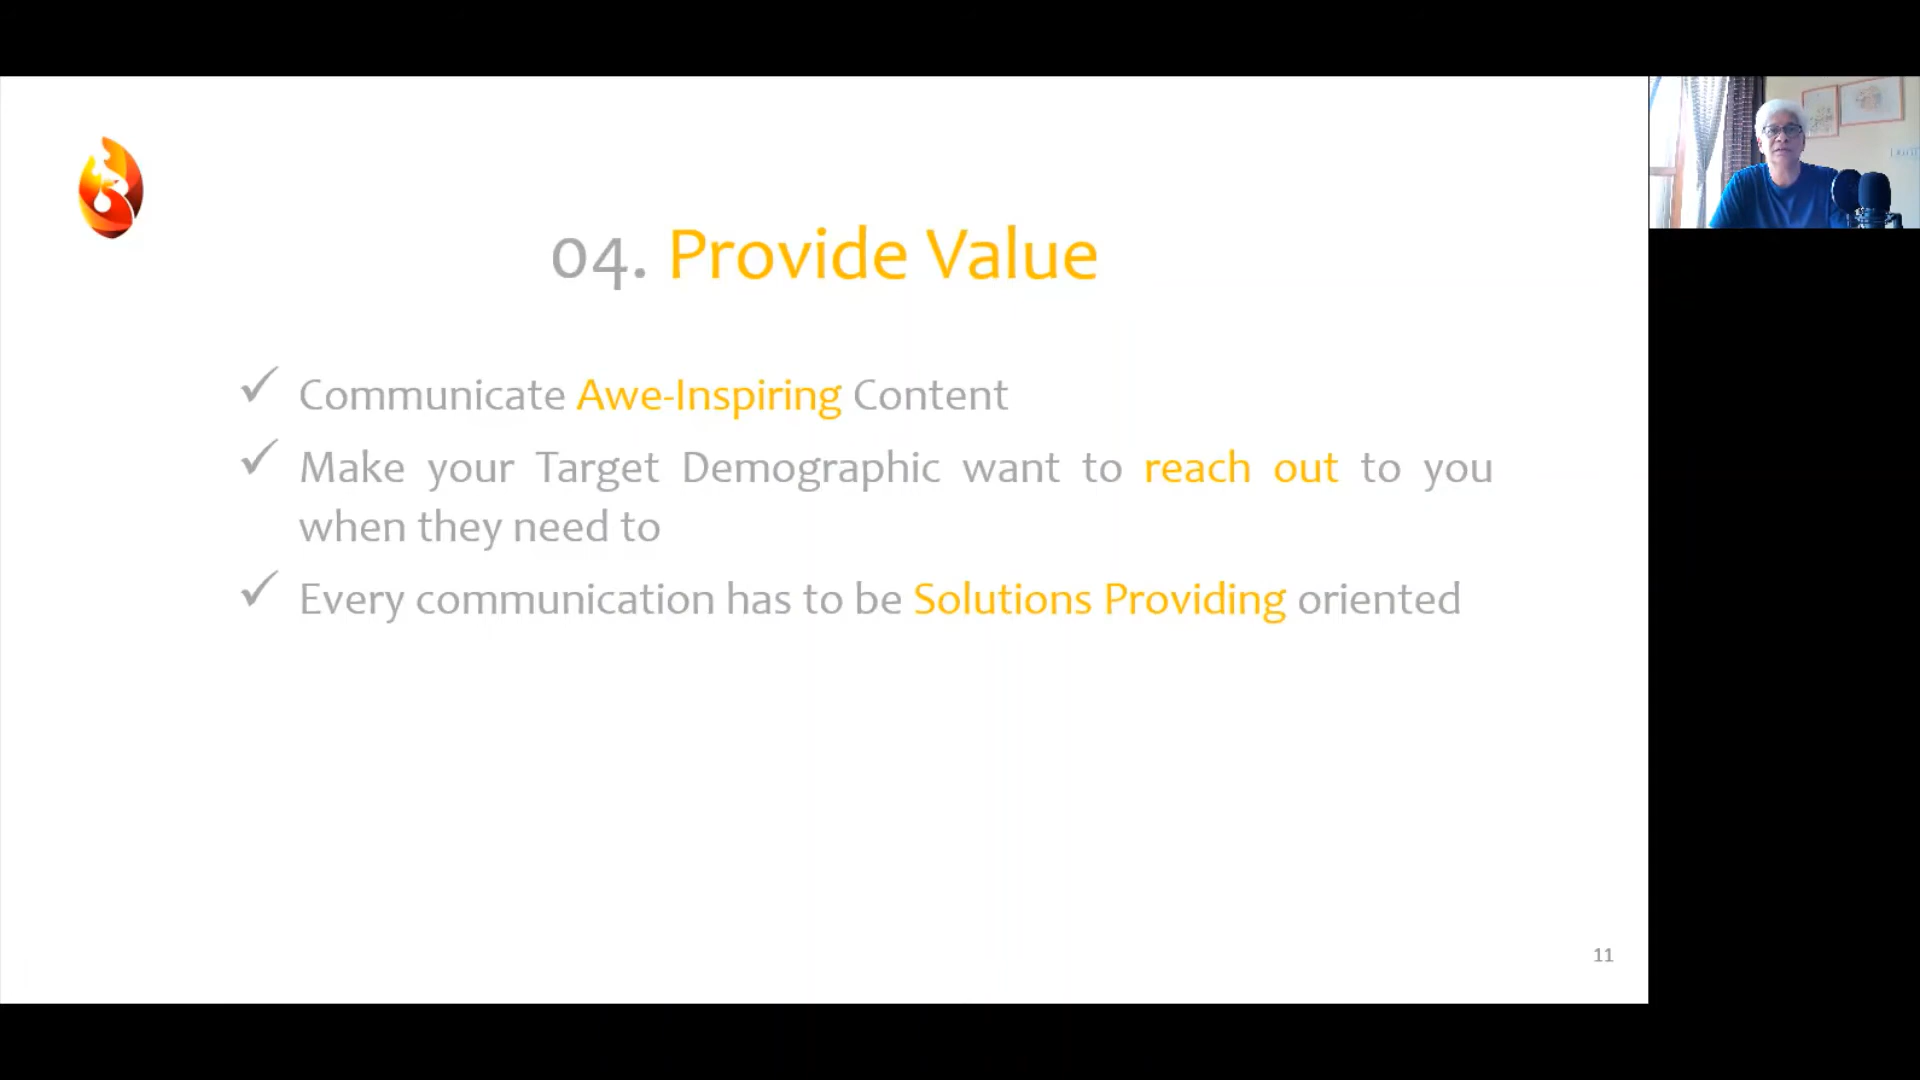 04. Provide Value
✓ Communicate Awe-Inspiring Content
✓ Make your Target Demographic want to reach out to you
when they need to
✓ Every communication has to be Solutions Providing oriented
11